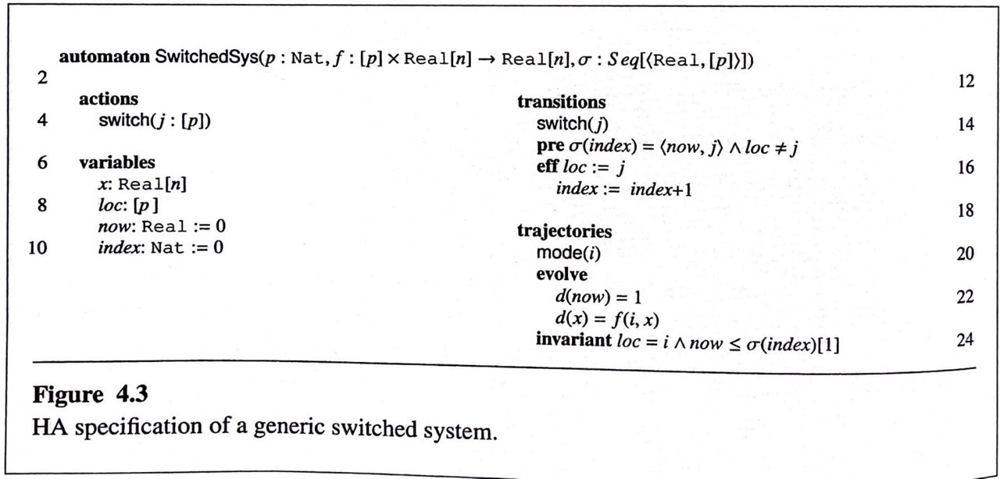 automaton SwitchedSys(p : Nat, f : [p] × Real[n] → Real[n], σ : Seq[⟨Real, [p]⟩])
2
actions
4 switch(j : [p])
6 variables
x: Real[n]
8 loc: [p]
now: Real := 0
10 index: Nat := 0
12
transitions
switch(j) 14
pre σ(index) = ⟨now, j⟩ ∧ loc ≠ j
eff loc := j 16
index := index+1
18
trajectories
mode(i) 20
evolve
d(now) = 1 22
d(x) = f(i, x)
invariant loc = i ∧ now ≤ σ(index)[1] 24
Figure 4.3
HA specification of a generic switched system.